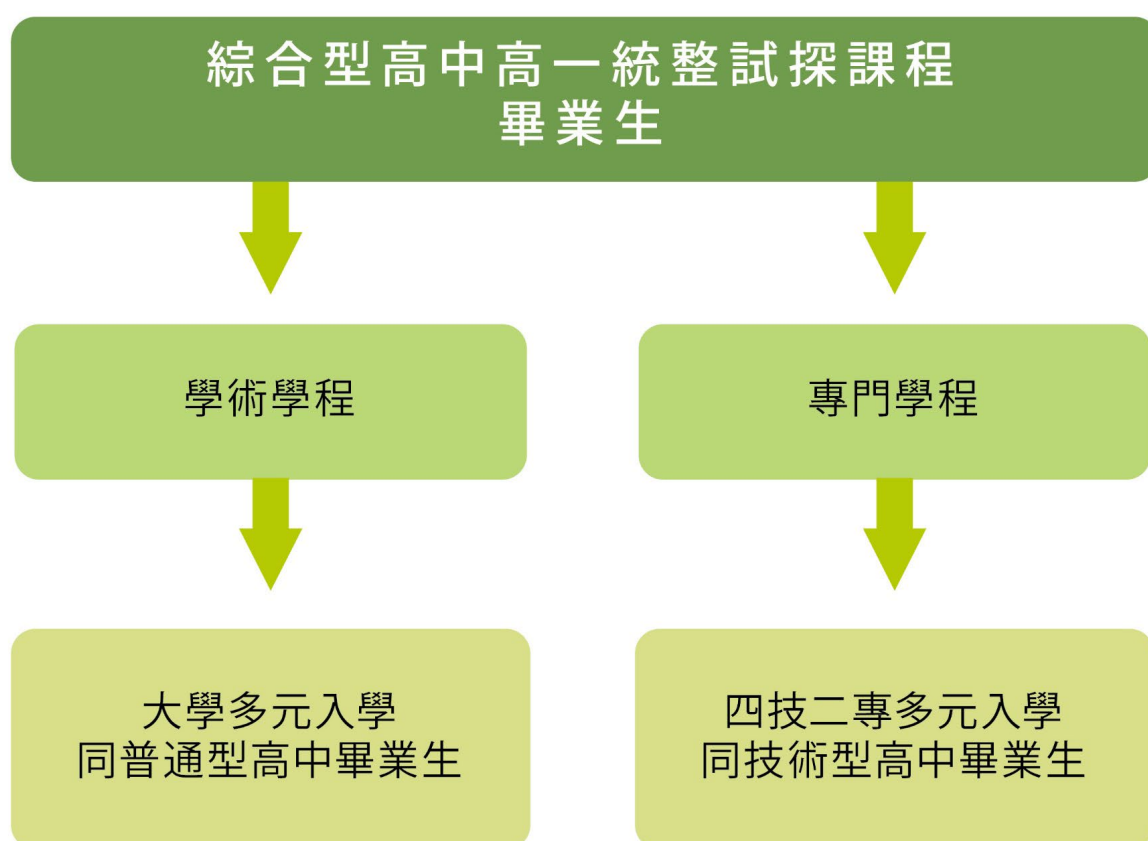 綜合型高中高一統整試探課程
畢業生
學術學程
專門學程
大學多元入學
同普通型高中畢業生
四技二專多元入學
同技術型高中畢業生